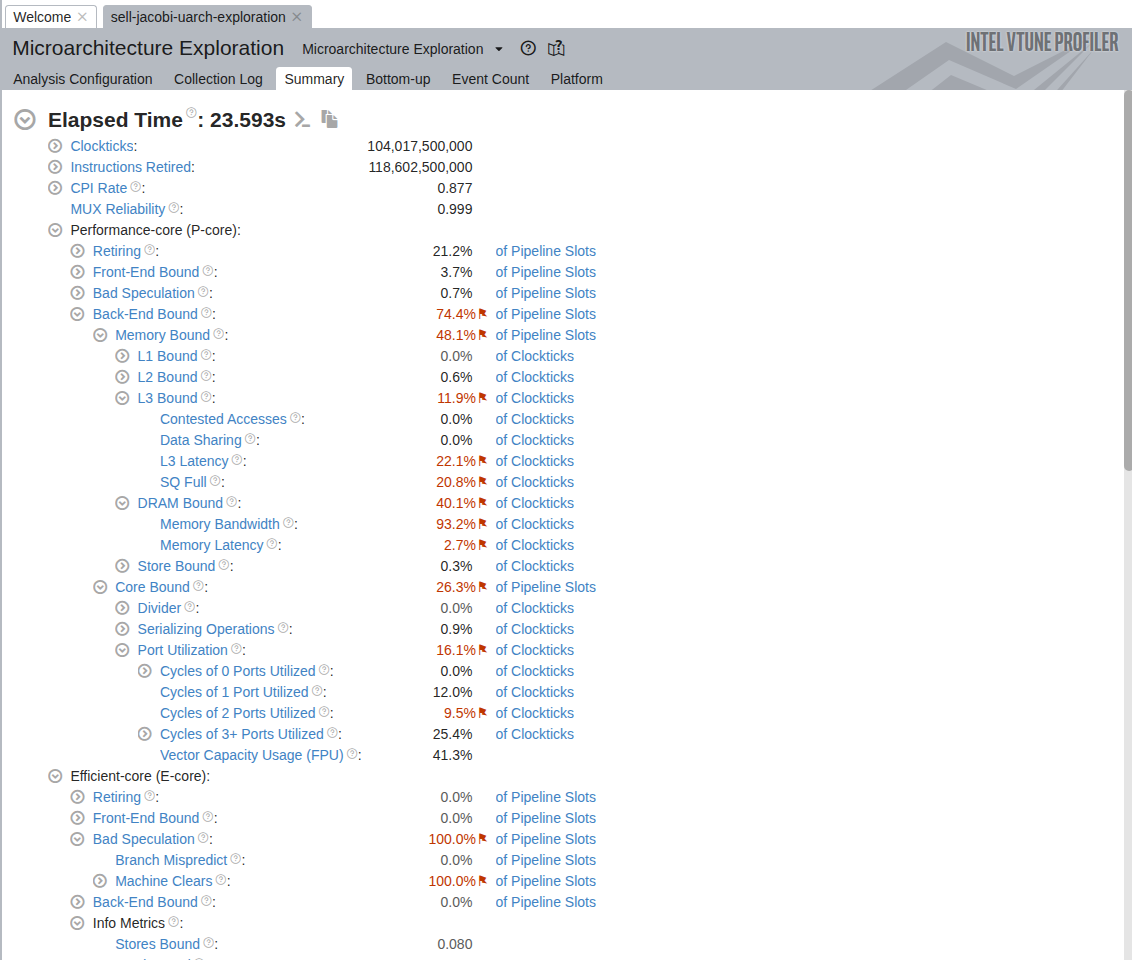 Welcome
sell-jacobi-uarch-exploration
Microarchitecture Exploration Microarchitecture Exploration
INTEL VTUNE PROFILER
Analysis Configuration Collection Log Summary Bottom-up Event Count Platform
Elapsed Time: 23.593s
Clockticks: 104,017,500,000
Instructions Retired: 118,602,500,000
CPI Rate: 0.877
MUX Reliability: 0.999
Performance-core (P-core):
Retiring: 21.2% of Pipeline Slots
Front-End Bound: 3.7% of Pipeline Slots
Bad Speculation: 0.7% of Pipeline Slots
Back-End Bound: 74.4% of Pipeline Slots
Memory Bound: 48.1% of Pipeline Slots
L1 Bound: 0.0% of Clockticks
L2 Bound: 0.6% of Clockticks
L3 Bound: 11.9% of Clockticks
Contested Accesses: 0.0% of Clockticks
Data Sharing: 0.0% of Clockticks
L3 Latency: 22.1% of Clockticks
SQ Full: 20.8% of Clockticks
DRAM Bound: 40.1% of Clockticks
Memory Bandwidth: 93.2% of Clockticks
Memory Latency: 2.7% of Clockticks
Store Bound: 0.3% of Clockticks
Core Bound: 26.3% of Pipeline Slots
Divider: 0.0% of Clockticks
Serializing Operations: 0.9% of Clockticks
Port Utilization: 16.1% of Clockticks
Cycles of 0 Ports Utilized: 0.0% of Clockticks
Cycles of 1 Port Utilized: 12.0% of Clockticks
Cycles of 2 Ports Utilized: 9.5% of Clockticks
Cycles of 3+ Ports Utilized: 25.4% of Clockticks
Vector Capacity Usage (FPU): 41.3%
Efficient-core (E-core):
Retiring: 0.0% of Pipeline Slots
Front-End Bound: 0.0% of Pipeline Slots
Bad Speculation: 100.0% of Pipeline Slots
Branch Mispredict: 0.0% of Pipeline Slots
Machine Clears: 100.0% of Pipeline Slots
Back-End Bound: 0.0% of Pipeline Slots
Info Metrics:
Stores Bound: 0.080